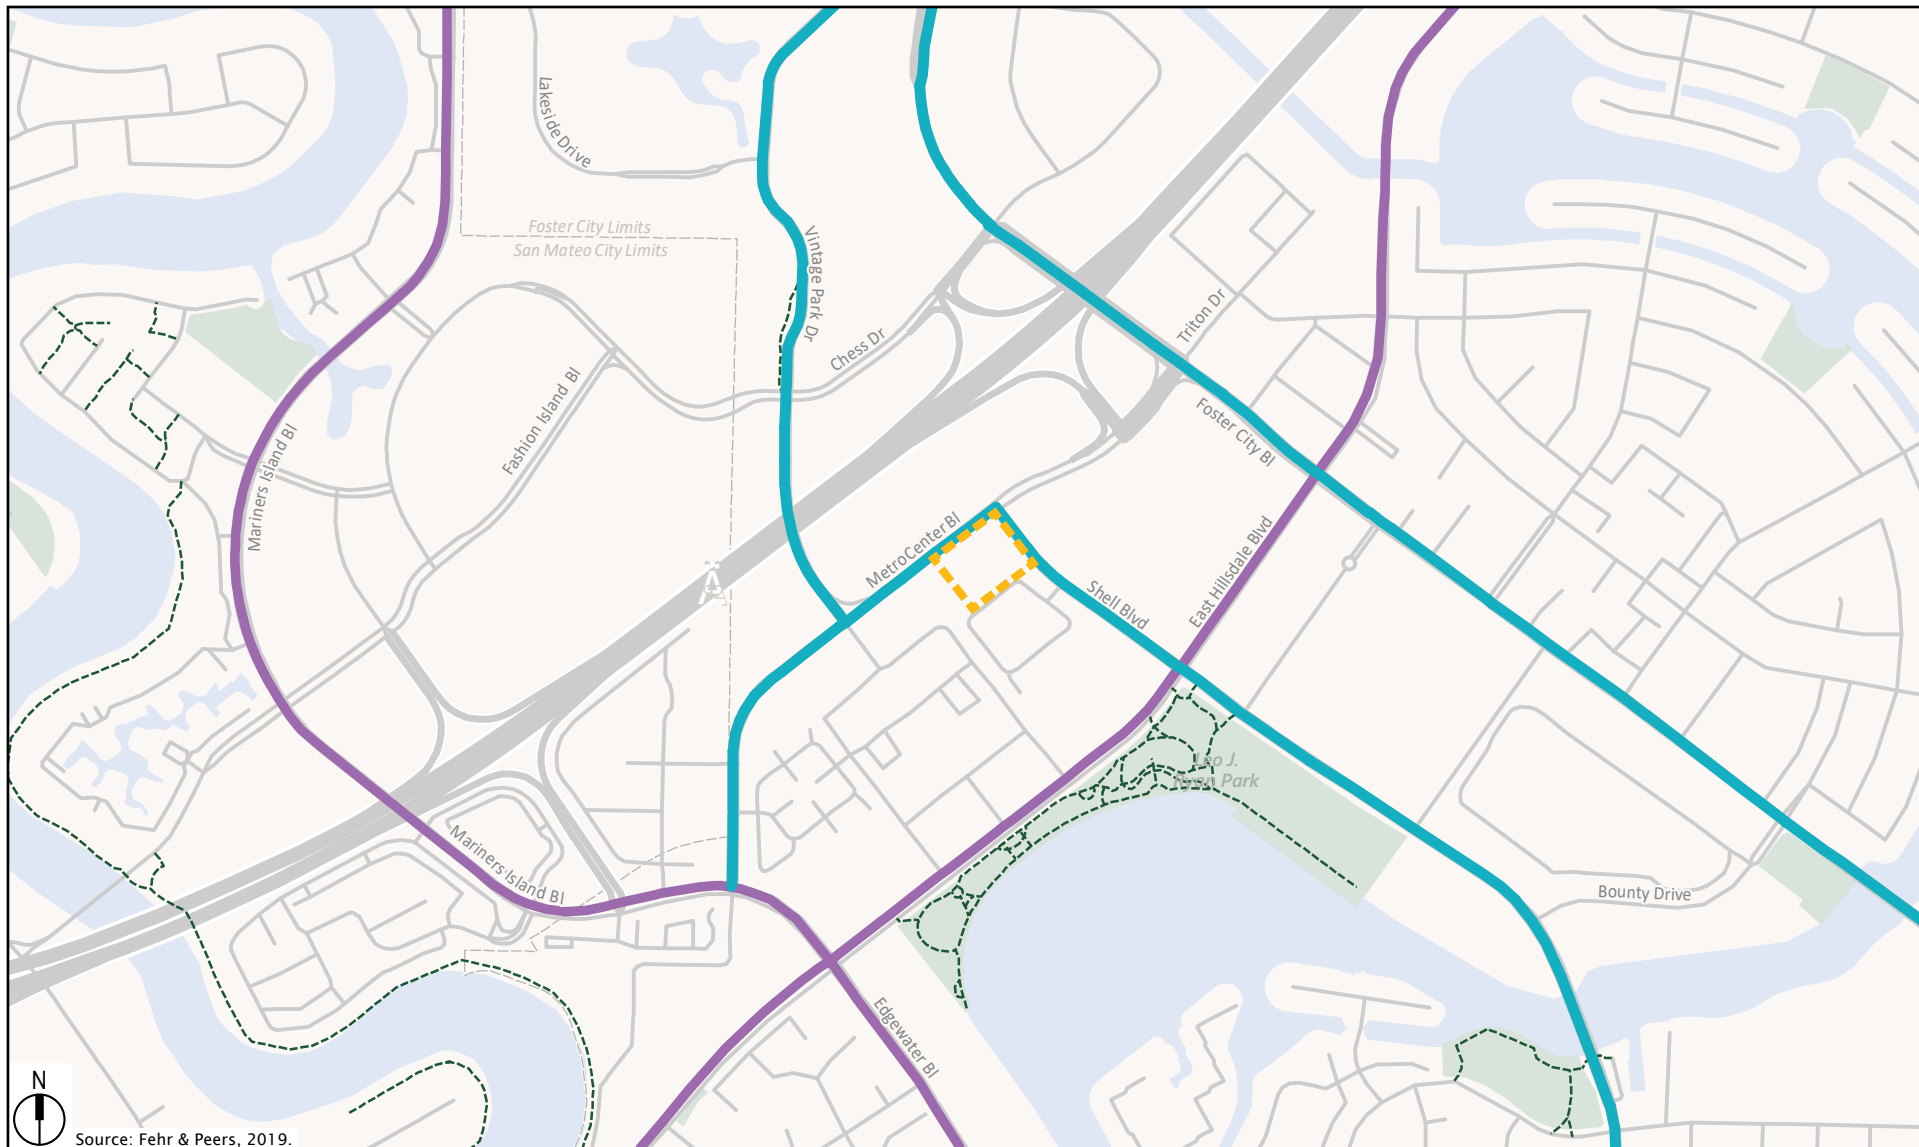 Lakeside Drive
Foster City Limits
San Mateo City Limits
Vintage Park Dr
Chess Dr
Triton Dr
Fashion Island Bl
Foster City Bl
Mariners Island Bl
MetroCenter Bl
East Hillsdale Blvd
Shell Blvd
Leo J.
Ryan Park
Mariners Island Bl
Bounty Drive
Edgewater Bl
N
Source: Fehr & Peers, 2019.